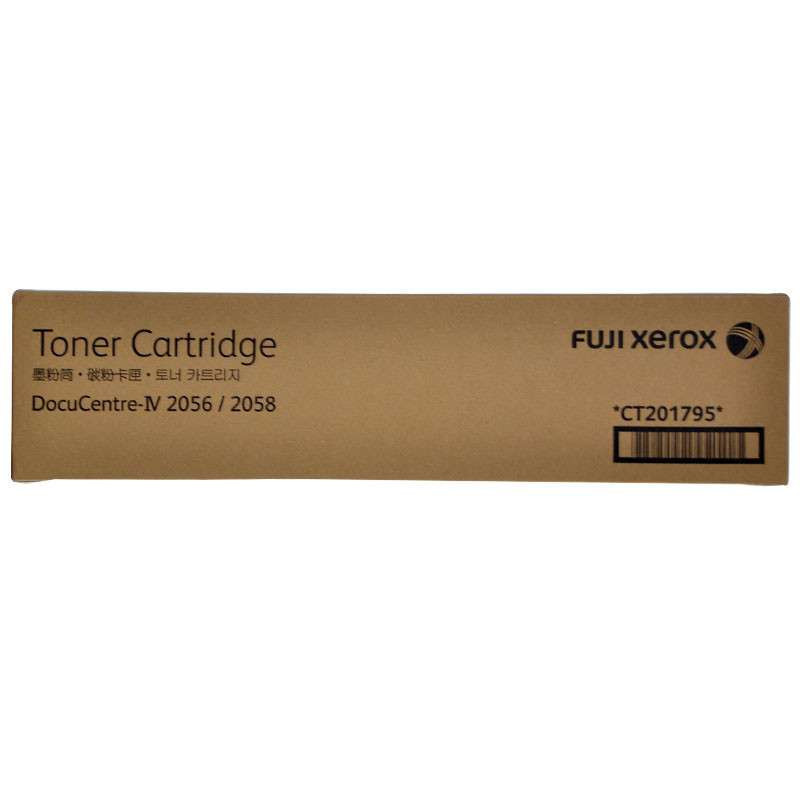 Toner Cartridge
墨粉筒・碳粉卡匣・토너 카트리지
DocuCentre-Ⅳ 2056 / 2058
FUJI xerox
*CT201795*